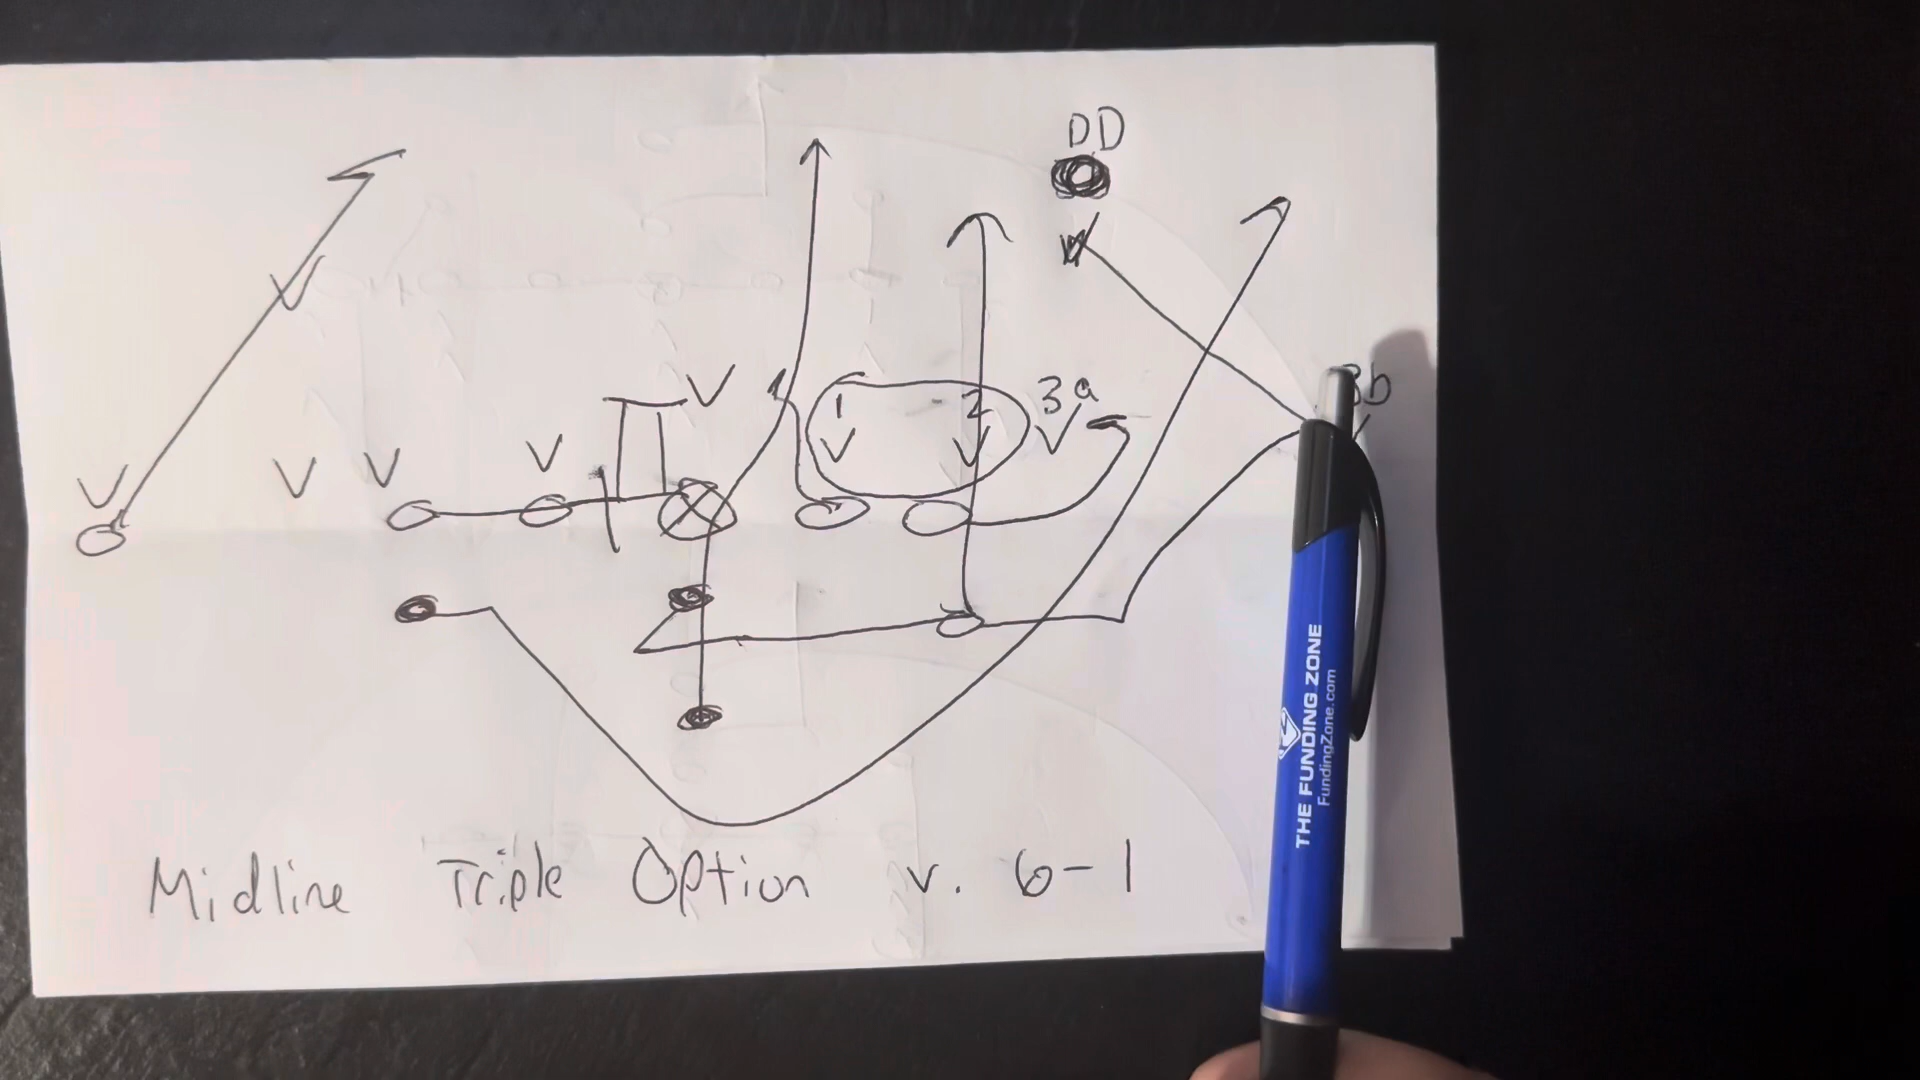 DD
3b
1 2 3a
Midline Triple Option v. 6-1
THE FUNDING ZONE
FundingZone.com